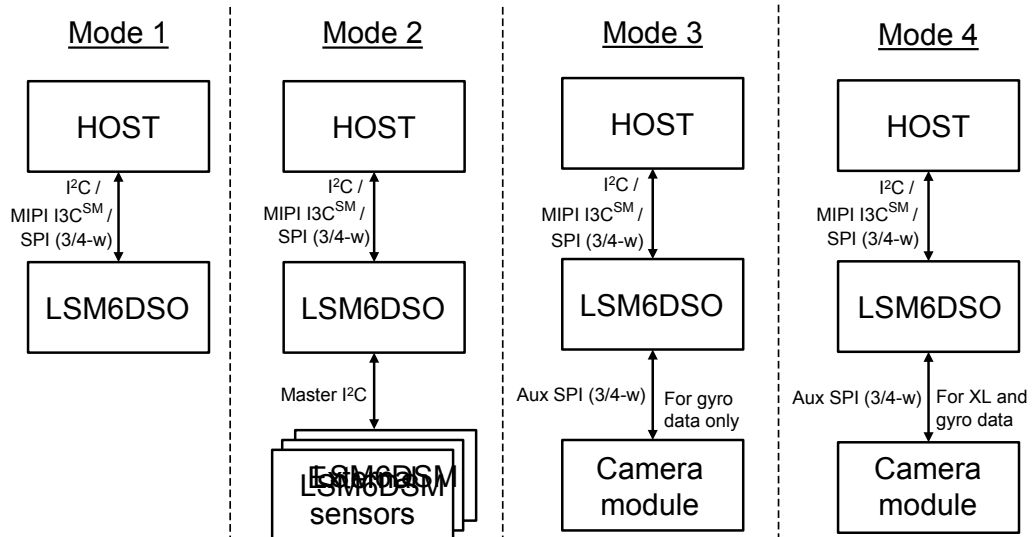 Mode 1
HOST
I²C /
MIPI I3C^SM /
SPI (3/4-w)
LSM6DSO
Mode 2
HOST
I²C /
MIPI I3C^SM /
SPI (3/4-w)
LSM6DSO
Master I²C
LSM6DSM
External
LSM6DSM
sensors
Mode 3
HOST
I²C /
MIPI I3C^SM /
SPI (3/4-w)
LSM6DSO
Aux SPI (3/4-w)
For gyro
data only
Camera
module
Mode 4
HOST
I²C /
MIPI I3C^SM /
SPI (3/4-w)
LSM6DSO
Aux SPI (3/4-w)
For XL and
gyro data
Camera
module